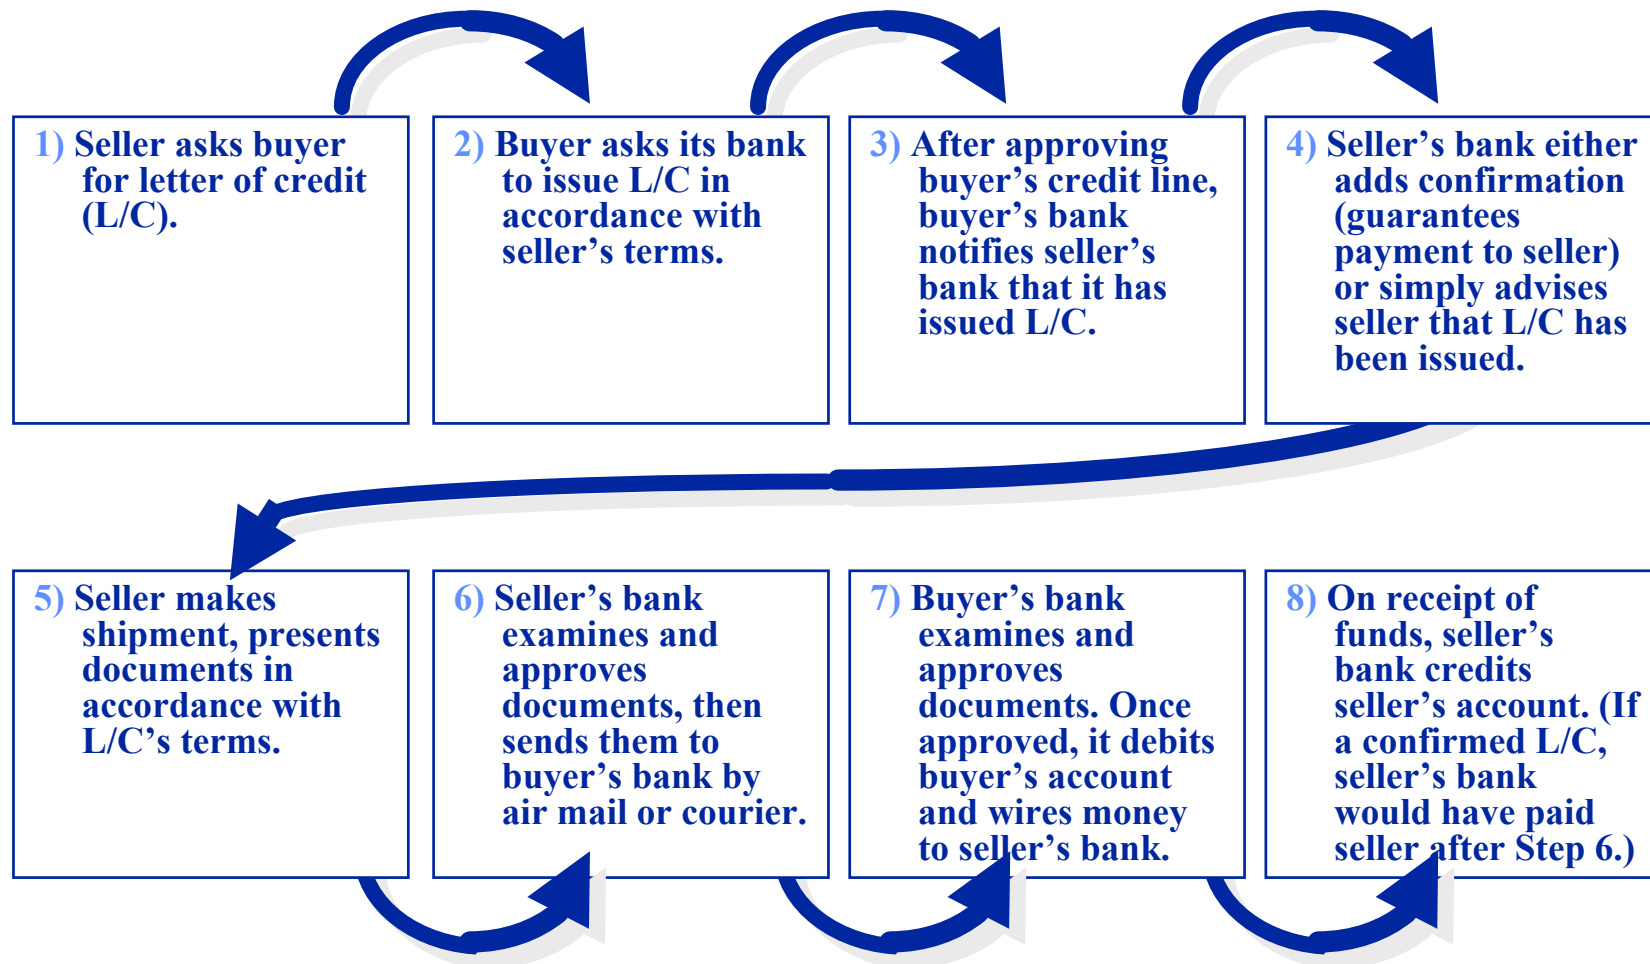 1) Seller asks buyer
for letter of credit
(L/C).
2) Buyer asks its bank
to issue L/C in
accordance with
seller’s terms.
3) After approving
buyer’s credit line,
buyer’s bank
notifies seller’s
bank that it has
issued L/C.
4) Seller’s bank either
adds confirmation
(guarantees
payment to seller)
or simply advises
seller that L/C has
been issued.
5) Seller makes
shipment, presents
documents in
accordance with
L/C’s terms.
6) Seller’s bank
examines and
approves
documents, then
sends them to
buyer’s bank by
air mail or courier.
7) Buyer’s bank
examines and
approves
documents. Once
approved, it debits
buyer’s account
and wires money
to seller’s bank.
8) On receipt of
funds, seller’s
bank credits
seller’s account. (If
a confirmed L/C,
seller’s bank
would have paid
seller after Step 6.)